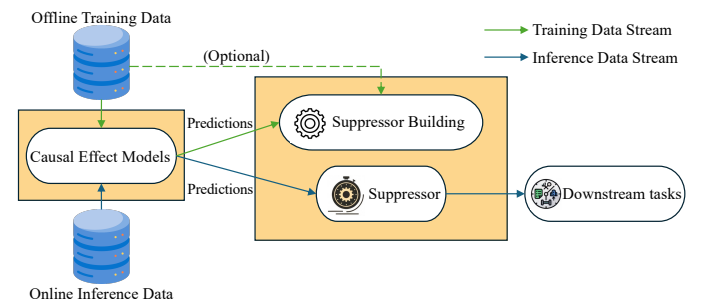 Offline Training Data
(Optional)
Training Data Stream
Inference Data Stream
Predictions
Suppressor Building
Causal Effect Models
Predictions
Suppressor
Downstream tasks
Online Inference Data